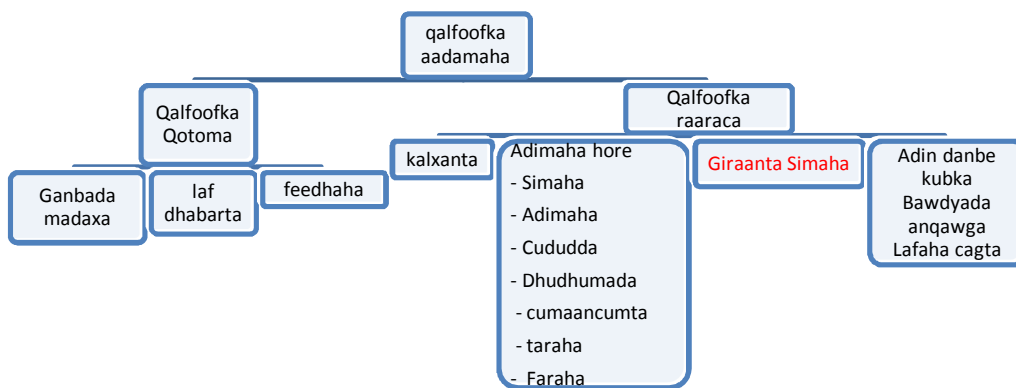 qalfoofka
aadamaha
Qalfoofka
Qotoma
Qalfoofka
raaraca
Ganbada
madaxa
laf
dhabarta
feedhaha
kalxanta
Adimaha hore
- Simaha
- Adimaha
- Cududda
- Dhudhumada
- cumaancumta
- taraha
- Faraha
Giraanta Simaha
Adin danbe
kubka
Bawdyada
anqawga
Lafaha cagta